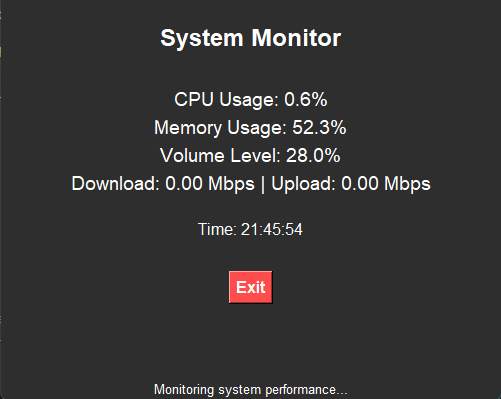 System Monitor
CPU Usage: 0.6%
Memory Usage: 52.3%
Volume Level: 28.0%
Download: 0.00 Mbps | Upload: 0.00 Mbps
Time: 21:45:54
Exit
Monitoring system performance...